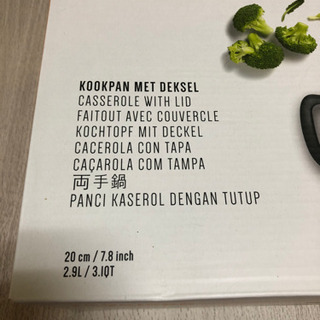 KOOKPAN MET DEKSEL
CASSEROLE WITH LID
FAITOUT AVEC COUVERCLE
KOCHTOPF MIT DECKEL
CACEROLA CON TAPA
CAÇAROLA COM TAMPA
両手鍋
PANCI KASEROL DENGAN TUTUP
20 cm / 7.8 inch
2.9L / 3.1QT